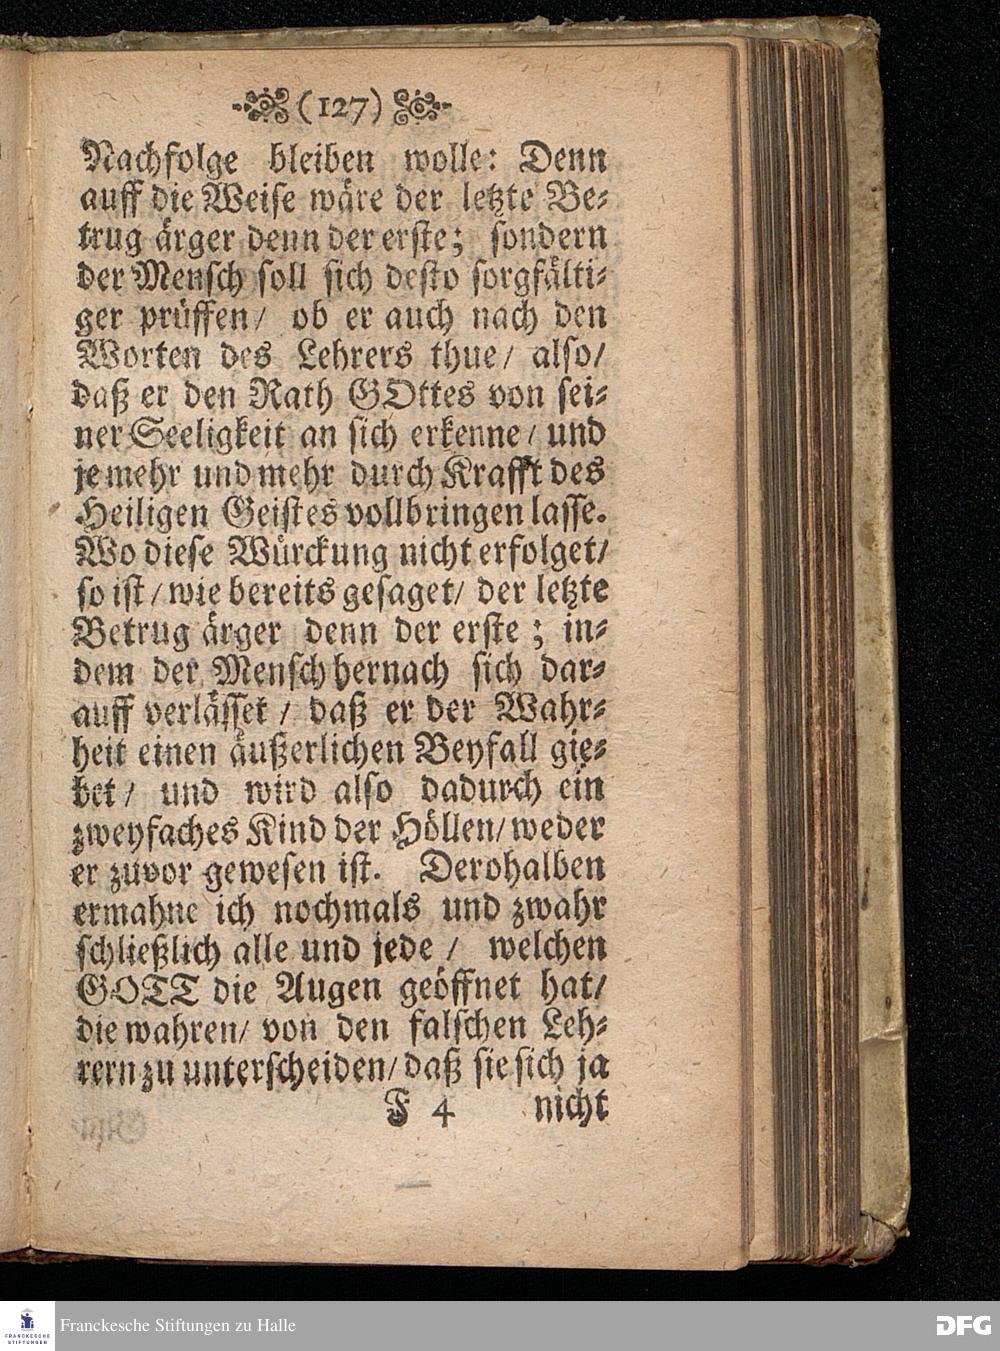 (127)
Nachfolge bleiben wolle: Denn
auff die Weise wäre der letzte Be-
trug ärger denn der erste; sondern
der Mensch soll sich desto sorgfälti-
ger prüffen/ ob er auch nach den
Worten des Lehrers thue/ also/
daß er den Rath GOttes von sei-
ner Seeligkeit an sich erkenne/ und
je mehr und mehr durch Krafft des
Heiligen Geistes vollbringen lasse.
Wo diese Würckung nicht erfolget/
so ist/ wie bereits gesaget/ der letzte
Betrug ärger denn der erste; in-
dem der Mensch hernach sich dar-
auff verlässet/ daß er der Wahr-
heit einen äußerlichen Beyfall gie-
bet/ und wird also dadurch ein
zweyfaches Kind der Höllen/ weder
er zuvor gewesen ist. Derohalben
ermahne ich nochmals und zwahr
schließlich alle und jede/ welchen
GOTT die Augen geöffnet hat/
die wahren/ von den falschen Leh-
rern zu unterscheiden/ daß sie sich ja
F 4 nicht
FRANCKESCHE
STIFTUNGEN
Franckesche Stiftungen zu Halle
DFG